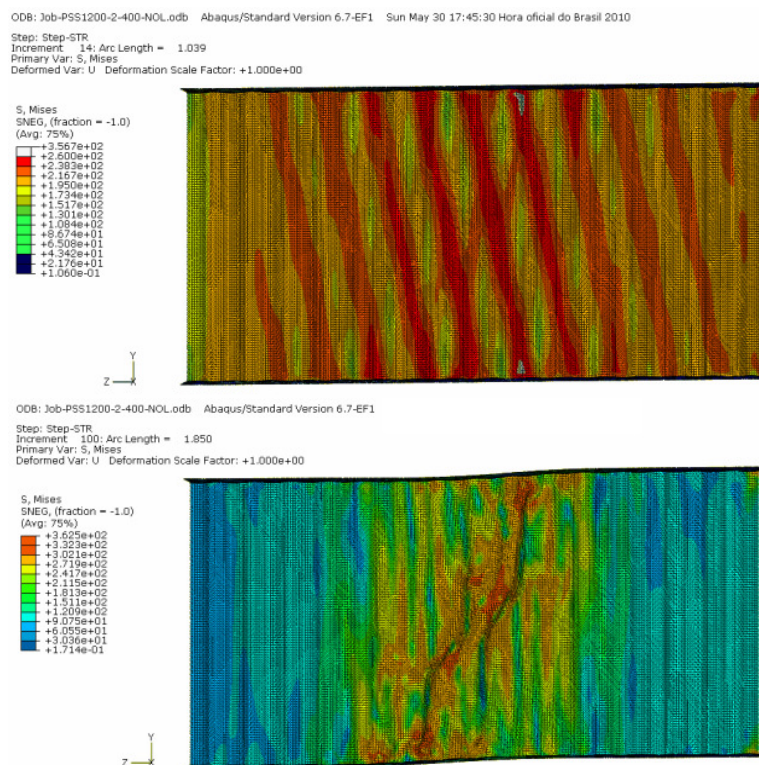 ODB: Job-PSS1200-2-400-NOL.odb Abaqus/Standard Version 6.7-EF1 Sun May 30 17:45:30 Hora oficial do Brasil 2010
Step: Step-STR
Increment 14: Arc Length = 1.039
Primary Var: S, Mises
Deformed Var: U Deformation Scale Factor: +1.000e+00
S, Mises
SNEG, (fraction = -1.0)
(Avg: 75%)
+3.567e+02
+2.600e+02
+2.383e+02
+2.167e+02
+1.950e+02
+1.734e+02
+1.517e+02
+1.301e+02
+1.084e+02
+8.674e+01
+6.508e+01
+4.342e+01
+2.176e+01
+1.060e-01
Y
Z
X
ODB: Job-PSS1200-2-400-NOL.odb Abaqus/Standard Version 6.7-EF1
Step: Step-STR
Increment 100: Arc Length = 1.850
Primary Var: S, Mises
Deformed Var: U Deformation Scale Factor: +1.000e+00
S, Mises
SNEG, (fraction = -1.0)
(Avg: 75%)
+3.625e+02
+3.323e+02
+3.021e+02
+2.719e+02
+2.417e+02
+2.115e+02
+1.813e+02
+1.511e+02
+1.209e+02
+9.075e+01
+6.055e+01
+3.036e+01
+1.714e-01
Y
Z
X